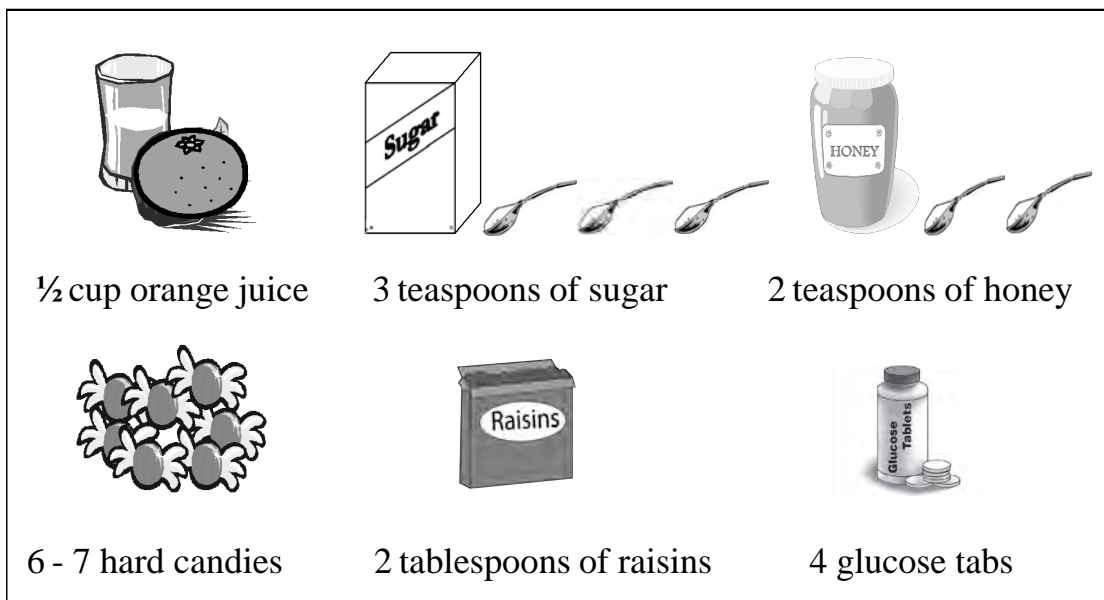 Sugar
HONEY
½ cup orange juice
3 teaspoons of sugar
2 teaspoons of honey
Raisins
Glucose
Tablets
6 - 7 hard candies
2 tablespoons of raisins
4 glucose tabs